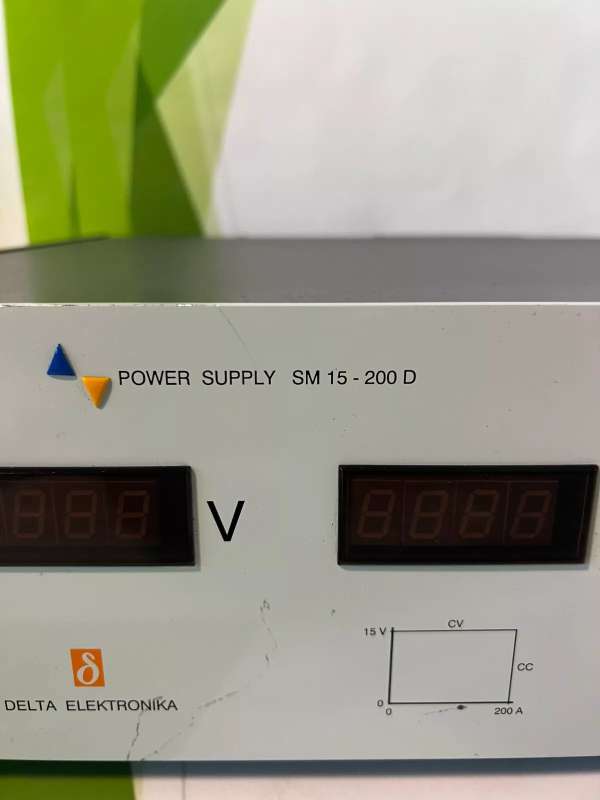 POWER SUPPLY SM 15 - 200 D
V
δ
DELTA ELEKTRONIKA
CV
15 V
CC
0
0
200 A